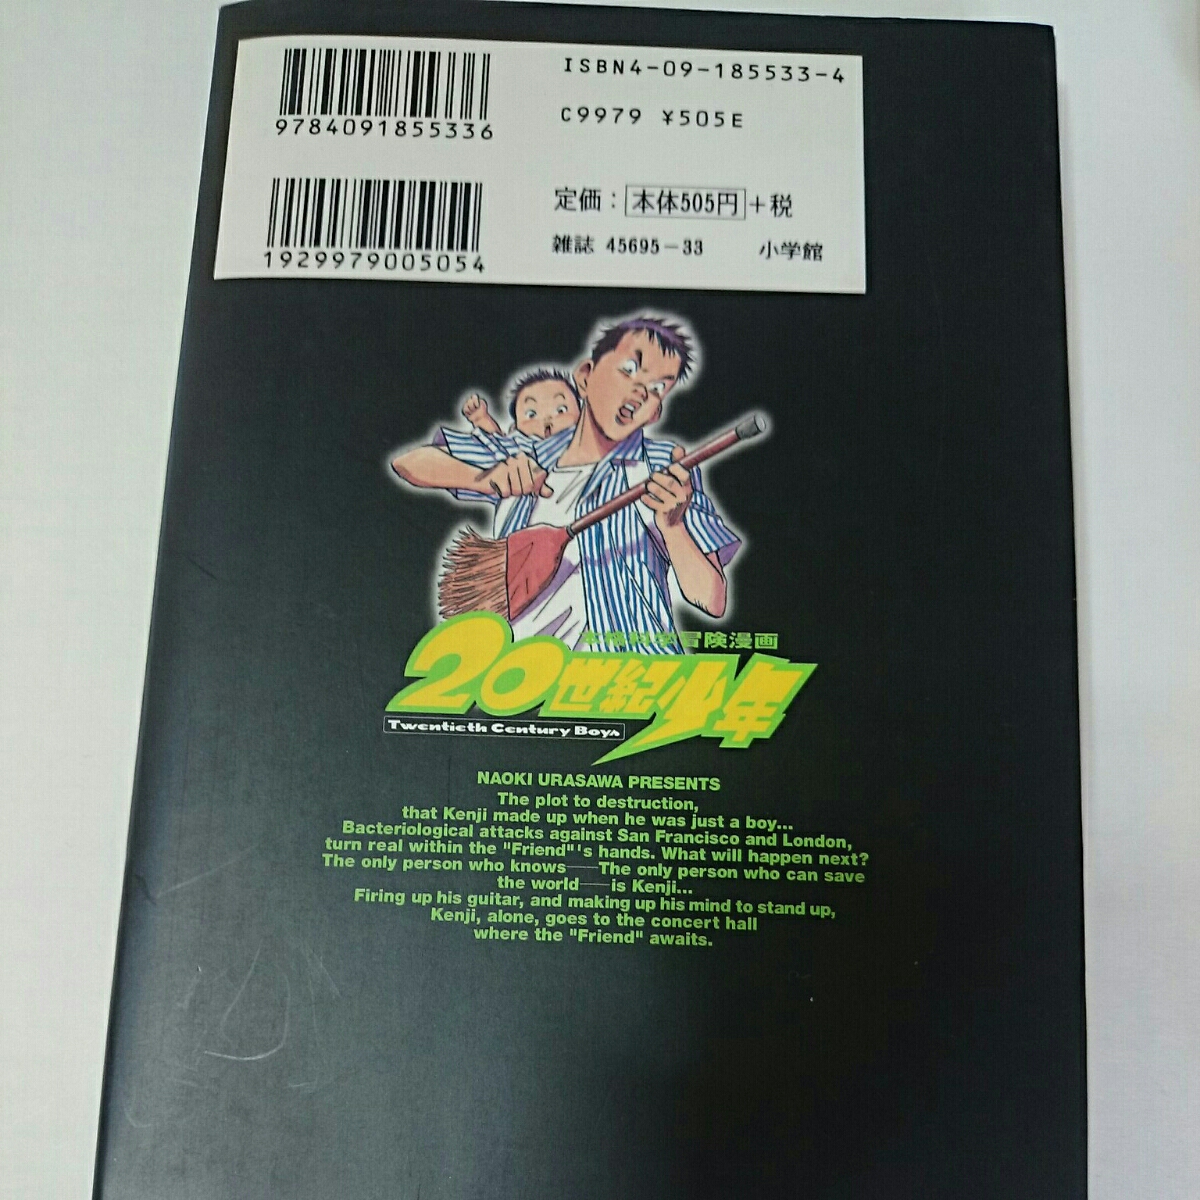 ISBN4-09-185533-4
9784091855336
C9979 ¥505E
定価：本体505円+税
1929979005054
雑誌 45695-33 小学館
本格科学冒険漫画
20世紀少年
Twentieth Century Boys
NAOKI URASAWA PRESENTS
The plot to destruction,
that Kenji made up when he was just a boy...
Bacteriological attacks against San Francisco and London,
turn real within the "Friend"'s hands. What will happen next?
The only person who knows──The only person who can save
the world──is Kenji...
Firing up his guitar, and making up his mind to stand up,
Kenji, alone, goes to the concert hall
where the "Friend" awaits.